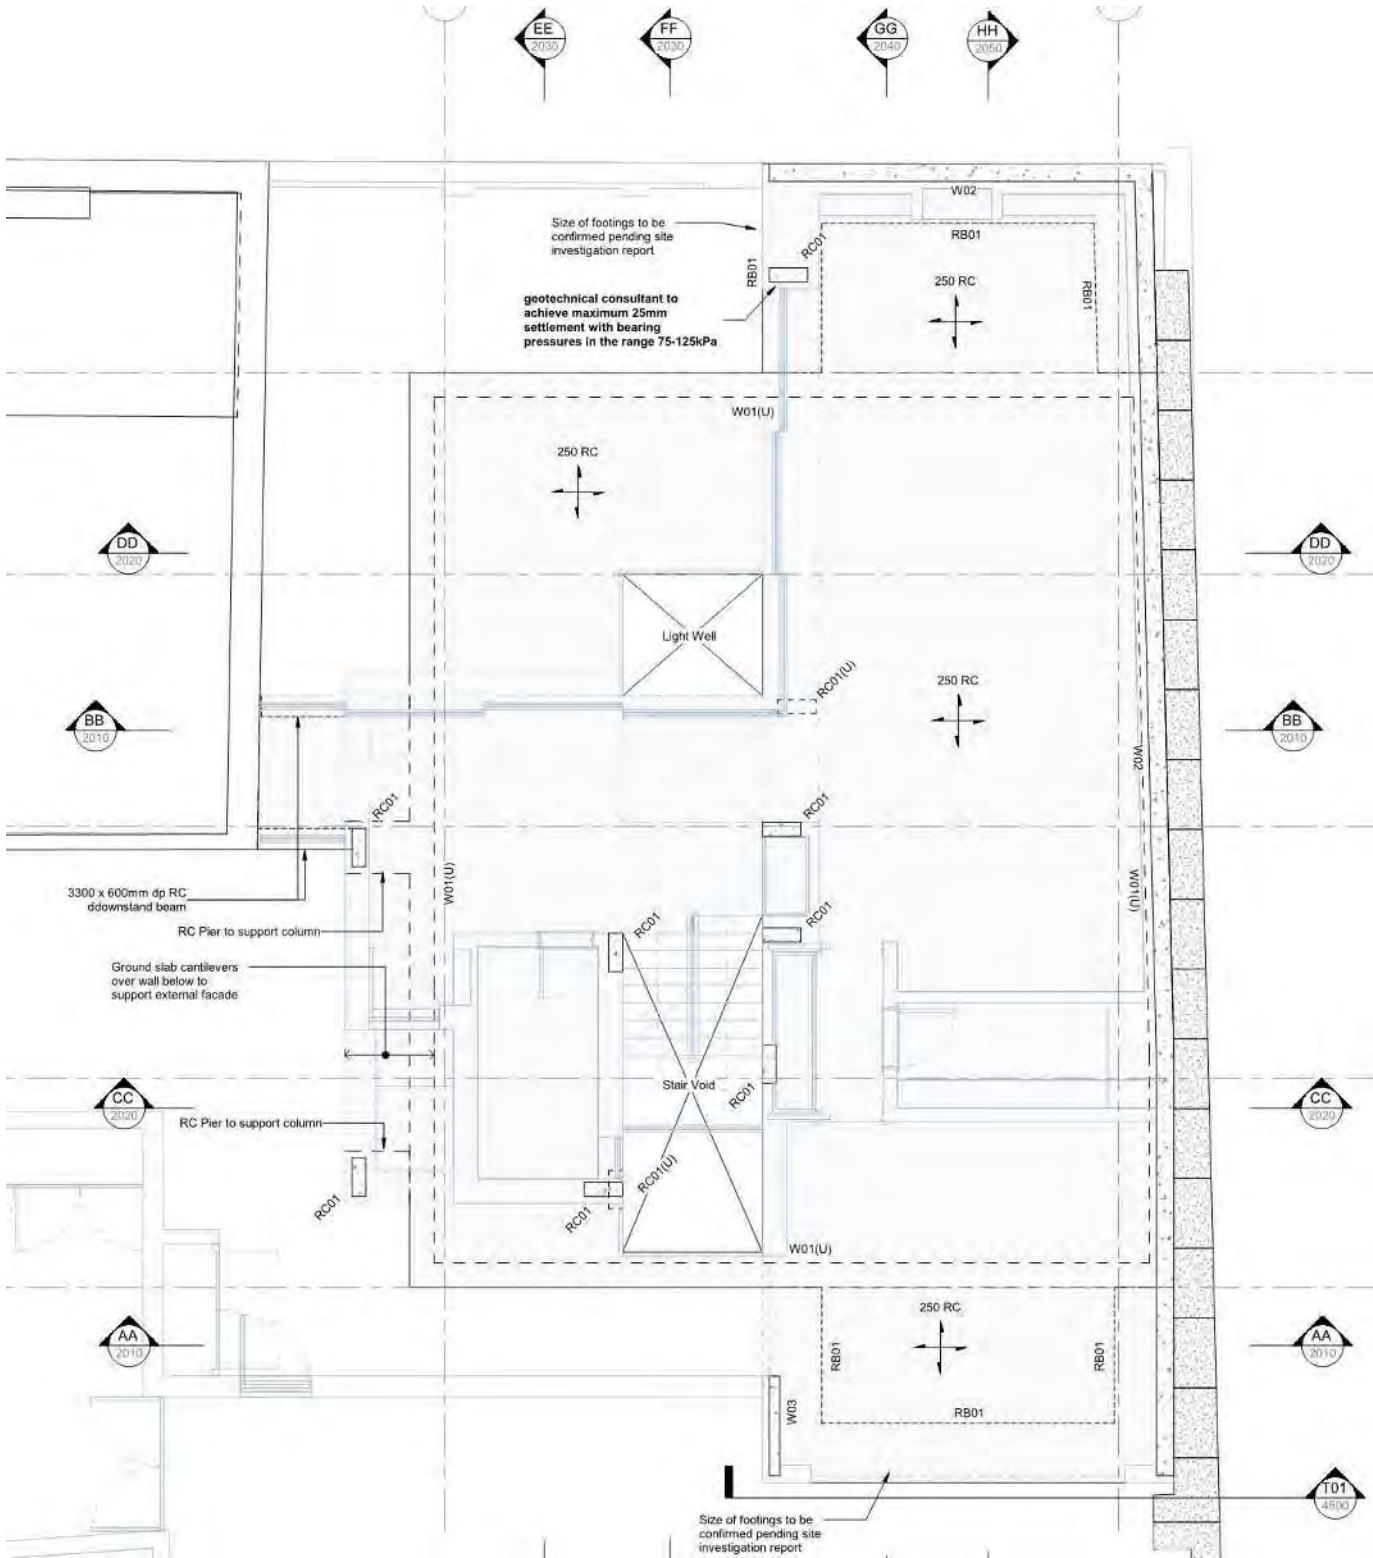 EE
2030
FF
2030
GG
2040
HH
2050
W02
Size of footings to be
confirmed pending site
investigation report
RB01
RC01
RB01
250 RC
RB01
geotechnical consultant to
achieve maximum 25mm
settlement with bearing
pressures in the range 75-125kPa
W01(U)
250 RC
DD
2020
DD
2020
Light Well
RC01(U)
250 RC
BB
2010
BB
2010
W02
RC01
RC01
3300 x 600mm dp RC
ddownstand beam
W01(U)
W01(U)
RC Pier to support column
RC01
RC01
Ground slab cantilevers
over wall below to
support external facade
Stair Void
RC01
CC
2020
CC
2020
RC Pier to support column
RC01
RC01
RC01(U)
W01(U)
250 RC
AA
2010
AA
2010
RB01
RB01
RB01
W03
T01
4600
Size of footings to be
confirmed pending site
investigation report